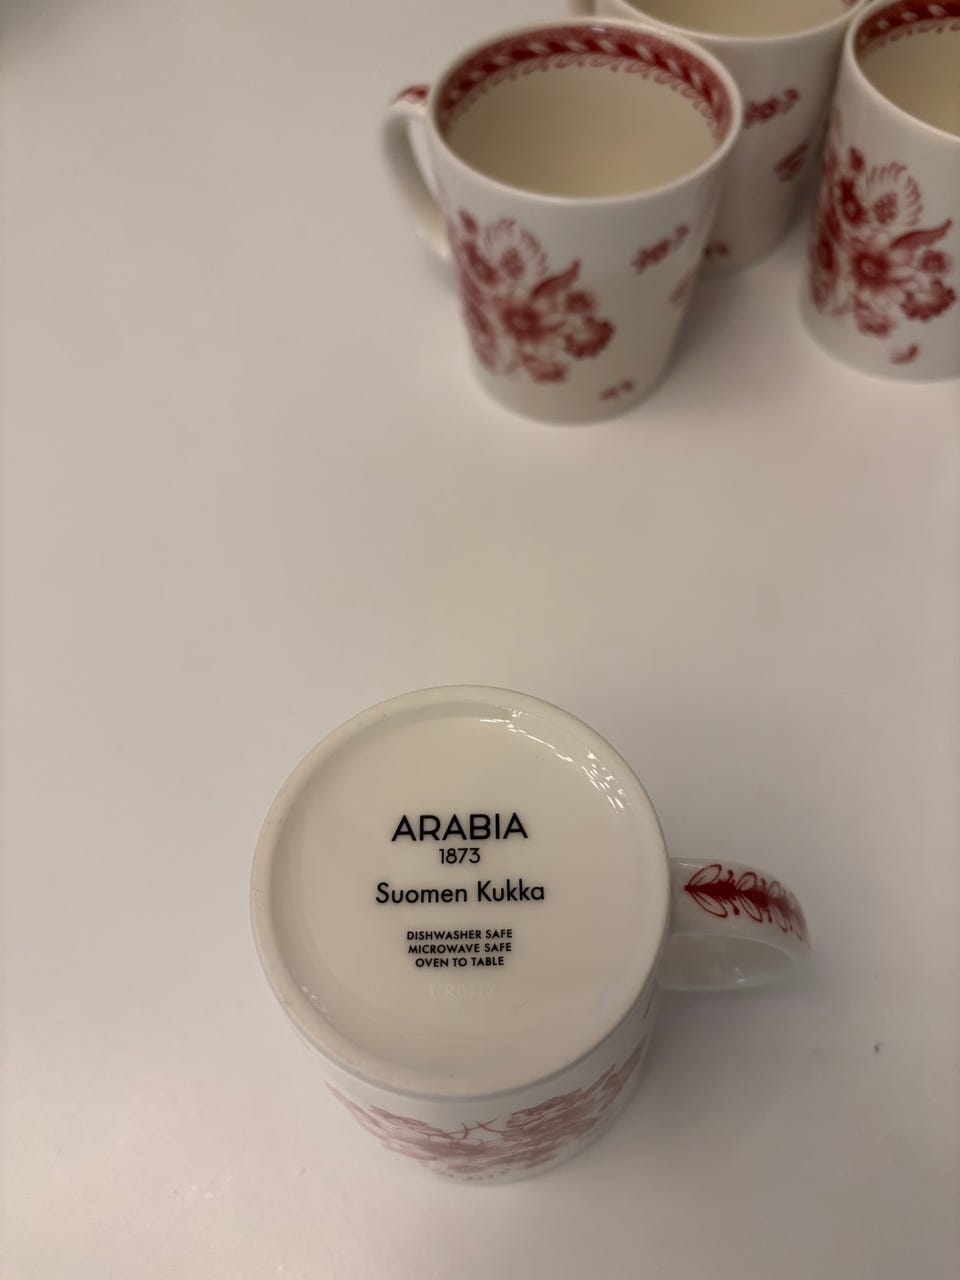 ARABIA
1873
Suomen Kukka
DISHWASHER SAFE
MICROWAVE SAFE
OVEN TO TABLE